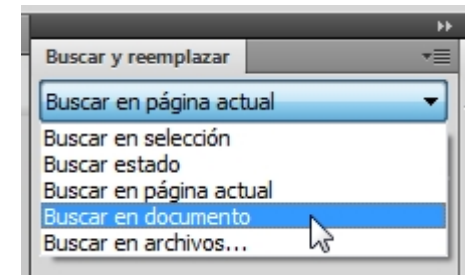 Buscar y reemplazar
Buscar en página actual
Buscar en selección
Buscar estado
Buscar en página actual
Buscar en documento
Buscar en archivos...